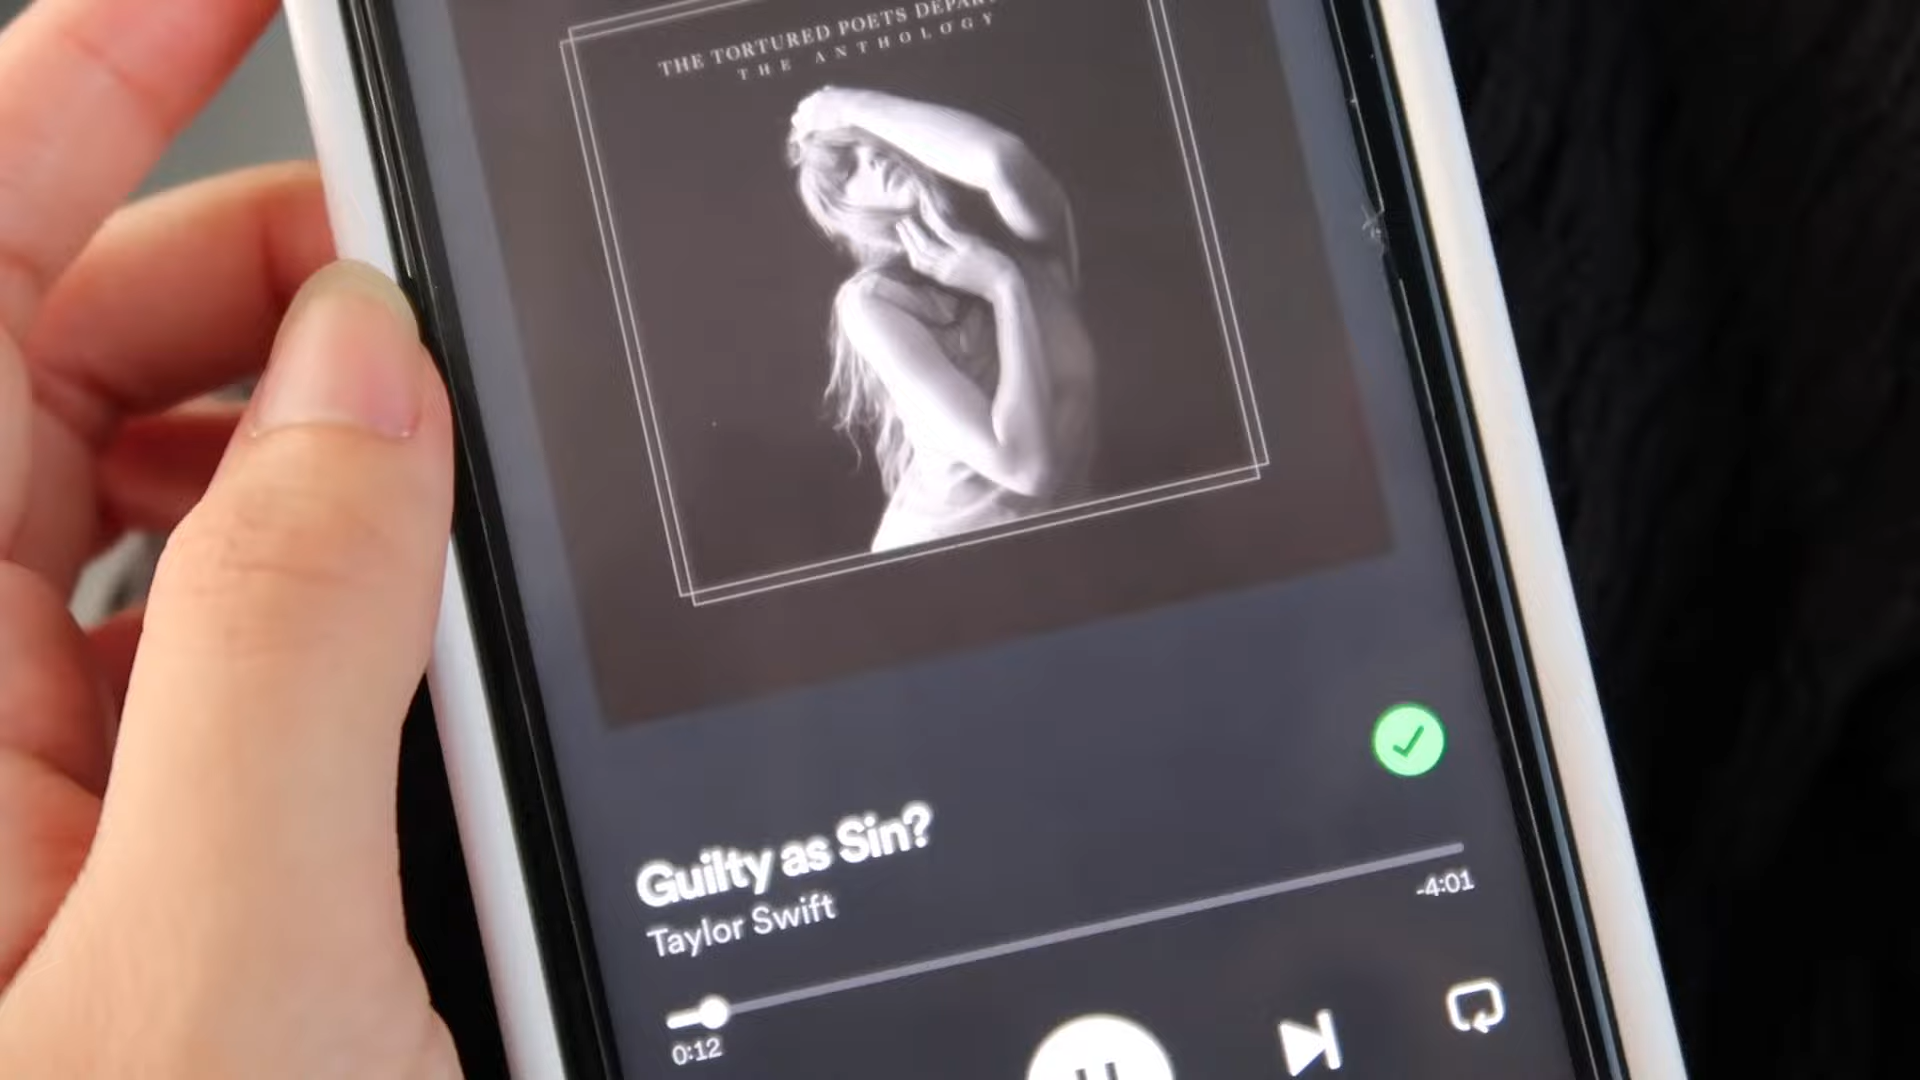 THE TORTURED POETS DEPAR
THE ANTHOLOGY
Guilty as Sin?
Taylor Swift
-4:01
0:12